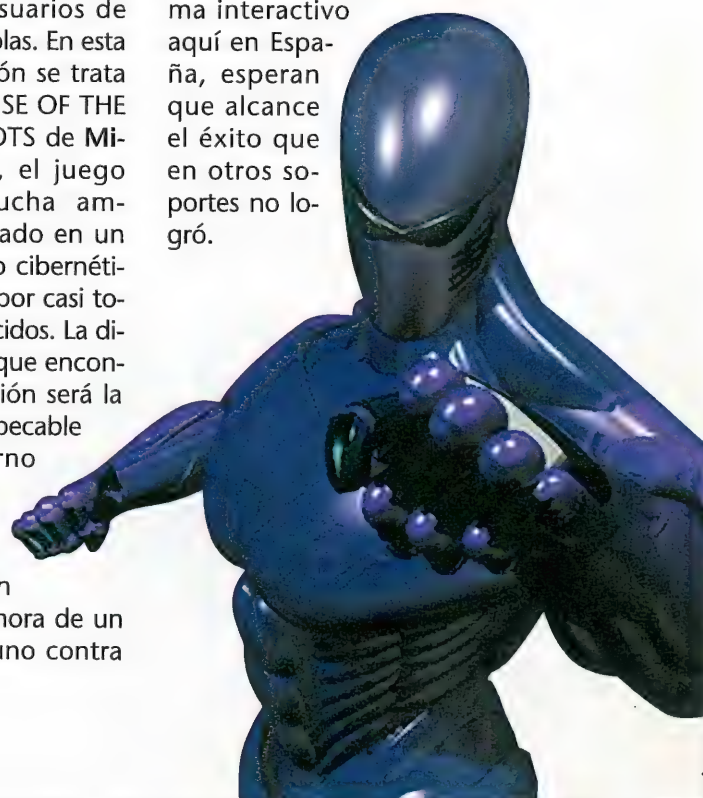 suarios de
olas. En esta
ón se trata
SE OF THE
OTS de Mi-
, el juego
ucha am-
ado en un
o cibernéti-
por casi to-
cidos. La di-
que encon-
ión será la
pecable
rno
n
hora de un
uno contra
ma interactivo
aquí en Espa-
ña, esperan
que alcance
el éxito que
en otros so-
portes no lo-
gró.